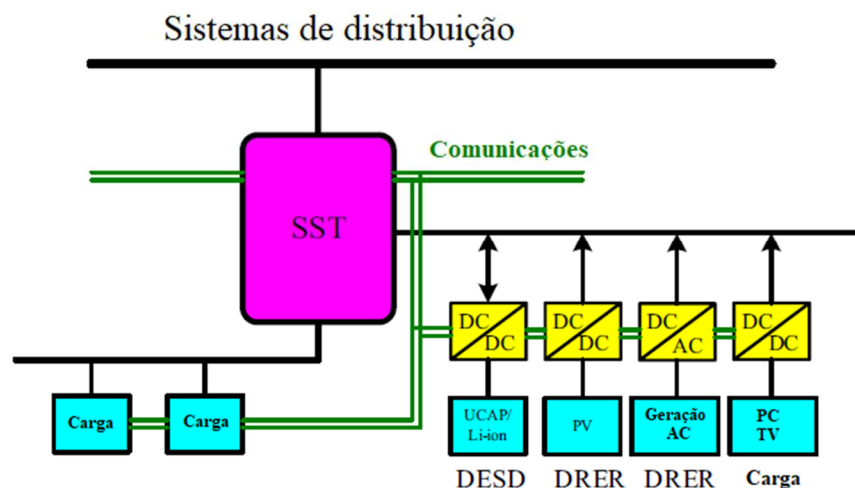 Sistemas de distribuição
Comunicações
SST
DC
DC
DC
DC
DC
AC
DC
DC
Carga
Carga
UCAP/
Li-ion
PV
Geração
AC
PC
TV
DESD
DRER
DRER
Carga